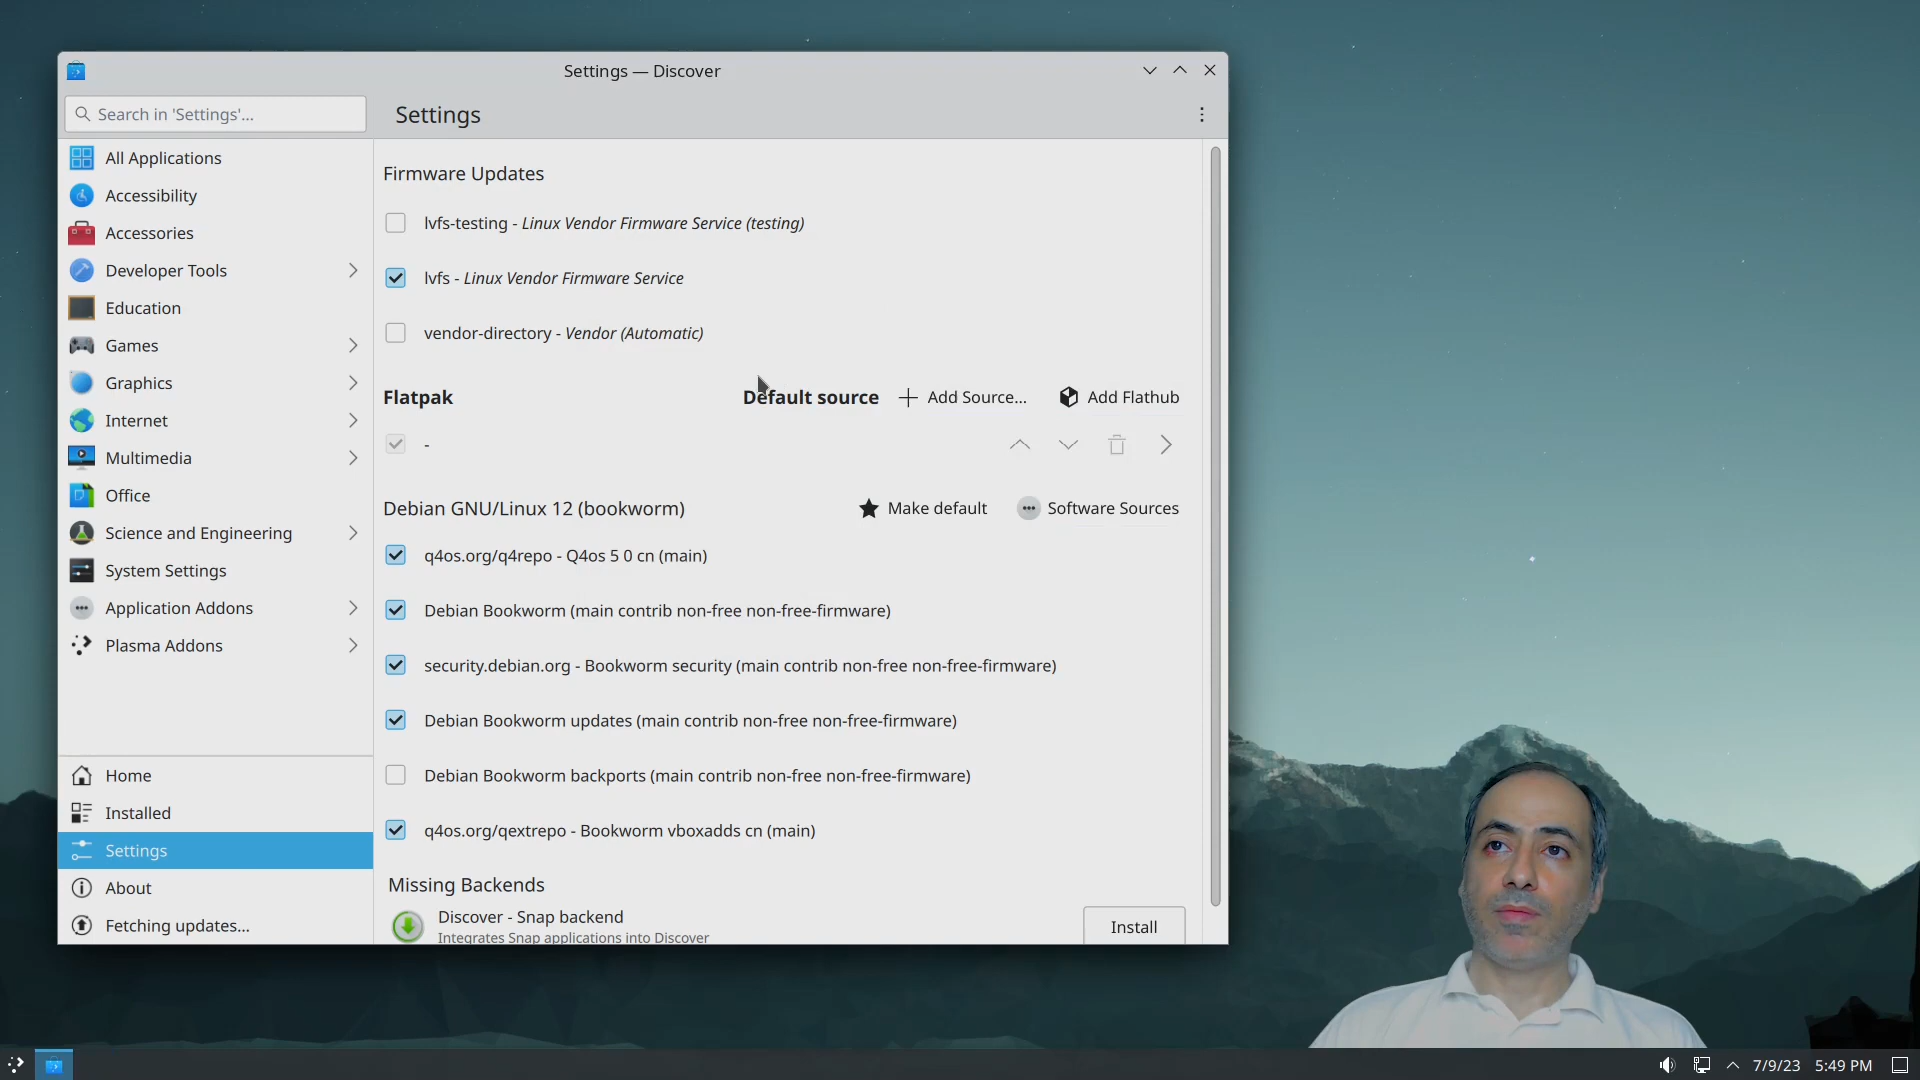 Settings — Discover
Search in 'Settings'...
Settings
All Applications
Accessibility
Accessories
Developer Tools
Education
Games
Graphics
Internet
Multimedia
Office
Science and Engineering
System Settings
Application Addons
Plasma Addons
Home
Installed
Settings
About
Fetching updates...
Firmware Updates
lvfs-testing - Linux Vendor Firmware Service (testing)
lvfs - Linux Vendor Firmware Service
vendor-directory - Vendor (Automatic)
Flatpak Default source Add Source... Add Flathub
-
Debian GNU/Linux 12 (bookworm) Make default Software Sources
q4os.org/q4repo - Q4os 5 0 cn (main)
Debian Bookworm (main contrib non-free non-free-firmware)
security.debian.org - Bookworm security (main contrib non-free non-free-firmware)
Debian Bookworm updates (main contrib non-free non-free-firmware)
Debian Bookworm backports (main contrib non-free non-free-firmware)
q4os.org/qextrepo - Bookworm vboxadds cn (main)
Missing Backends
Discover - Snap backend
Integrates Snap applications into Discover
Install
7/9/23 5:49 PM